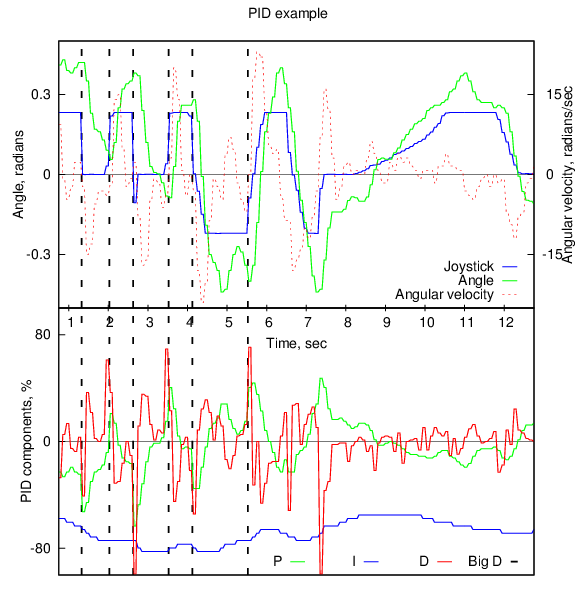 PID example
0.3
0
-0.3
15
0
-15
Angle, radians
Angular velocity, radians/sec
Joystick
Angle
Angular velocity
1 2 3 4 5 6 7 8 9 10 11 12
Time, sec
80
0
-80
PID components, %
P I D Big D